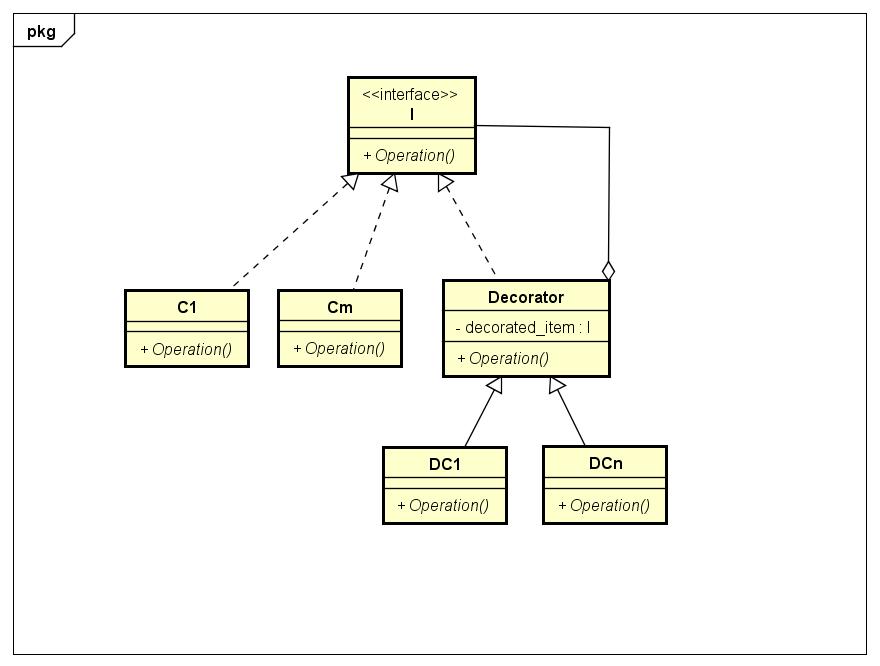 pkg
<<interface>>
I
+ Operation()
C1
+ Operation()
Cm
+ Operation()
Decorator
- decorated_item : I
+ Operation()
DC1
+ Operation()
DCn
+ Operation()